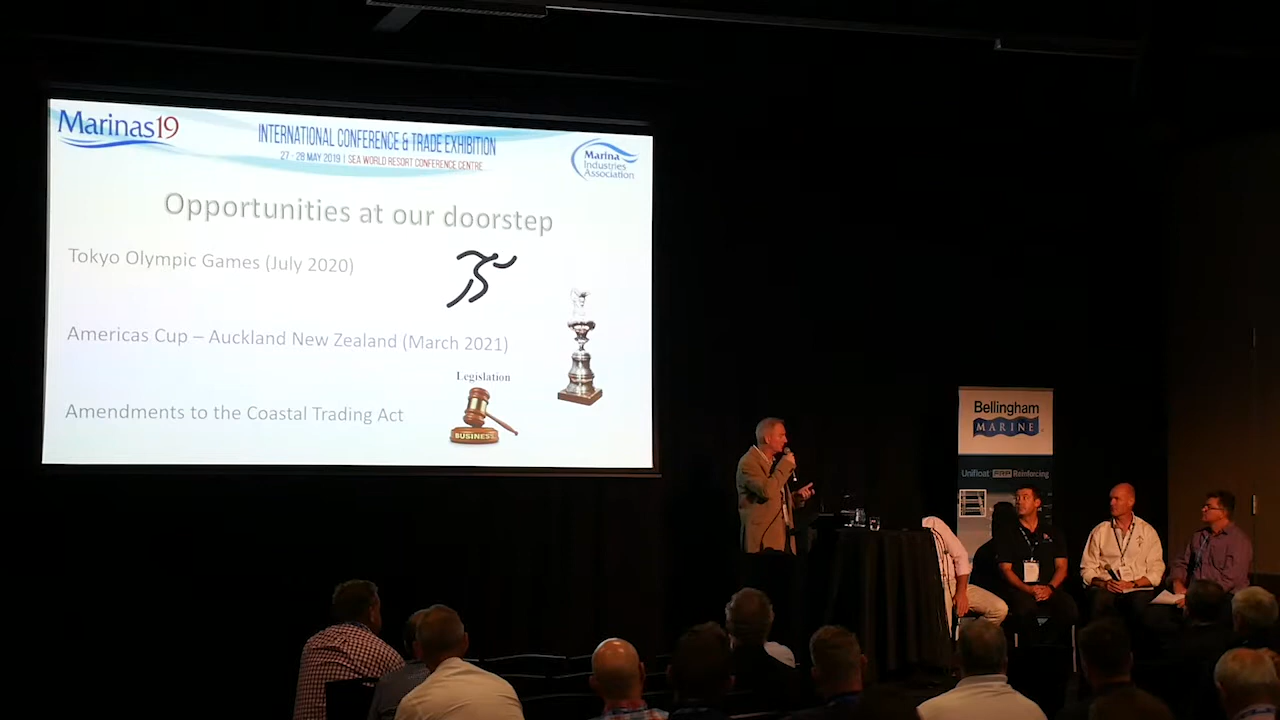 Marinas19
INTERNATIONAL CONFERENCE & TRADE EXHIBITION
27 - 28 MAY 2019 | SEA WORLD RESORT CONFERENCE CENTRE
Marina
Industries
Association
Opportunities at our doorstep
Tokyo Olympic Games (July 2020)
Americas Cup – Auckland New Zealand (March 2021)
Legislation
Amendments to the Coastal Trading Act
BUSINESS
Bellingham
MARINE
Unifloat FRP Reinforcing